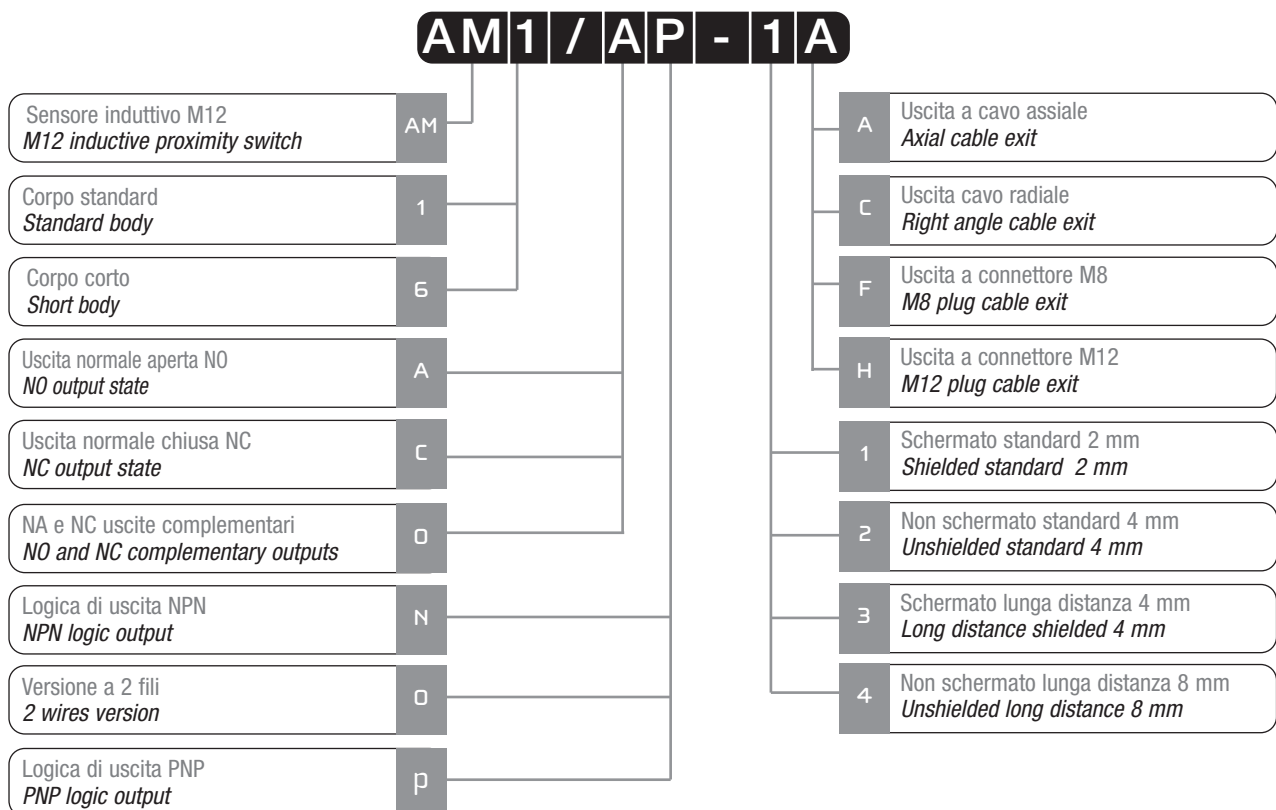 AM1/AP-1A
Sensore induttivo M12
M12 inductive proximity switch
AM
Corpo standard
Standard body
1
Corpo corto
Short body
6
Uscita normale aperta NO
NO output state
A
Uscita normale chiusa NC
NC output state
C
NA e NC uscite complementari
NO and NC complementary outputs
0
Logica di uscita NPN
NPN logic output
N
Versione a 2 fili
2 wires version
0
Logica di uscita PNP
PNP logic output
p
A
Uscita a cavo assiale
Axial cable exit
C
Uscita cavo radiale
Right angle cable exit
F
Uscita a connettore M8
M8 plug cable exit
H
Uscita a connettore M12
M12 plug cable exit
1
Schermato standard 2 mm
Shielded standard 2 mm
2
Non schermato standard 4 mm
Unshielded standard 4 mm
3
Schermato lunga distanza 4 mm
Long distance shielded 4 mm
4
Non schermato lunga distanza 8 mm
Unshielded long distance 8 mm